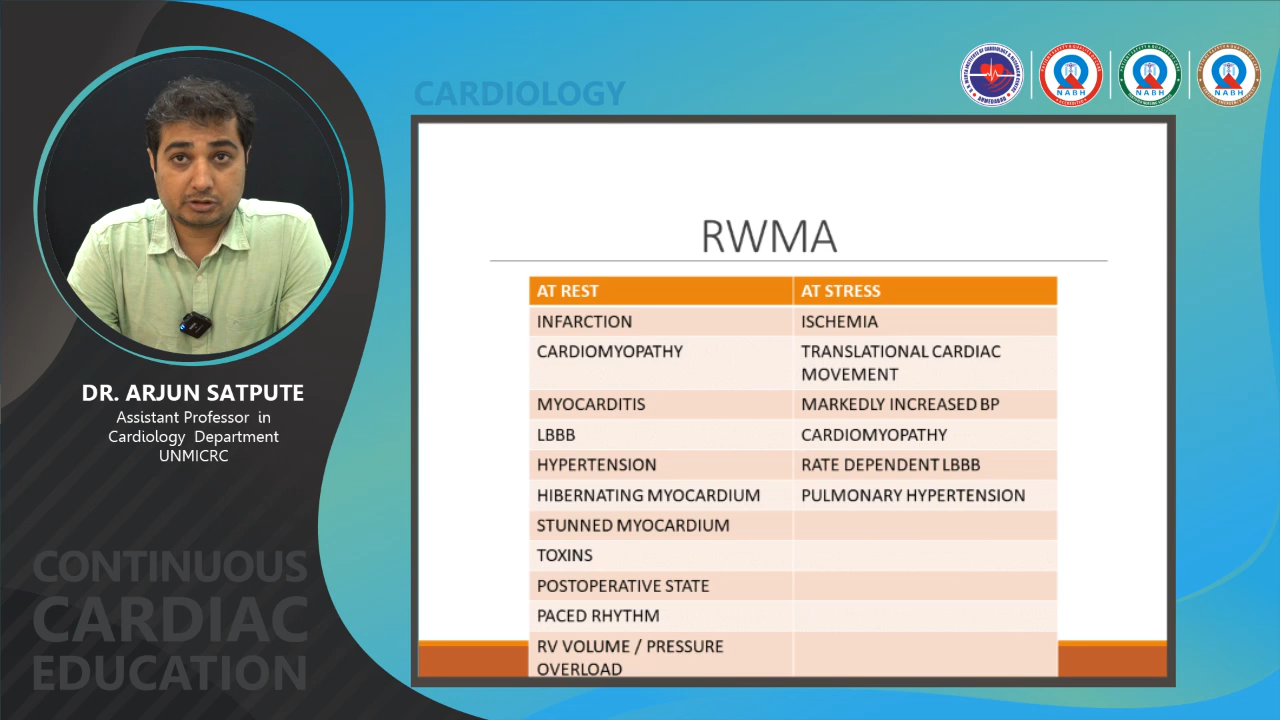 CARDIOLOGY
NABH
NABH
NABH
RWMA
AT REST
AT STRESS
INFARCTION
ISCHEMIA
CARDIOMYOPATHY
TRANSLATIONAL CARDIAC
MOVEMENT
MYOCARDITIS
MARKEDLY INCREASED BP
LBBB
CARDIOMYOPATHY
HYPERTENSION
RATE DEPENDENT LBBB
HIBERNATING MYOCARDIUM
PULMONARY HYPERTENSION
STUNNED MYOCARDIUM
TOXINS
POSTOPERATIVE STATE
PACED RHYTHM
RV VOLUME / PRESSURE
OVERLOAD
DR. ARJUN SATPUTE
Assistant Professor in
Cardiology Department
UNMICRC
CONTINUOUS
CARDIAC
EDUCATION